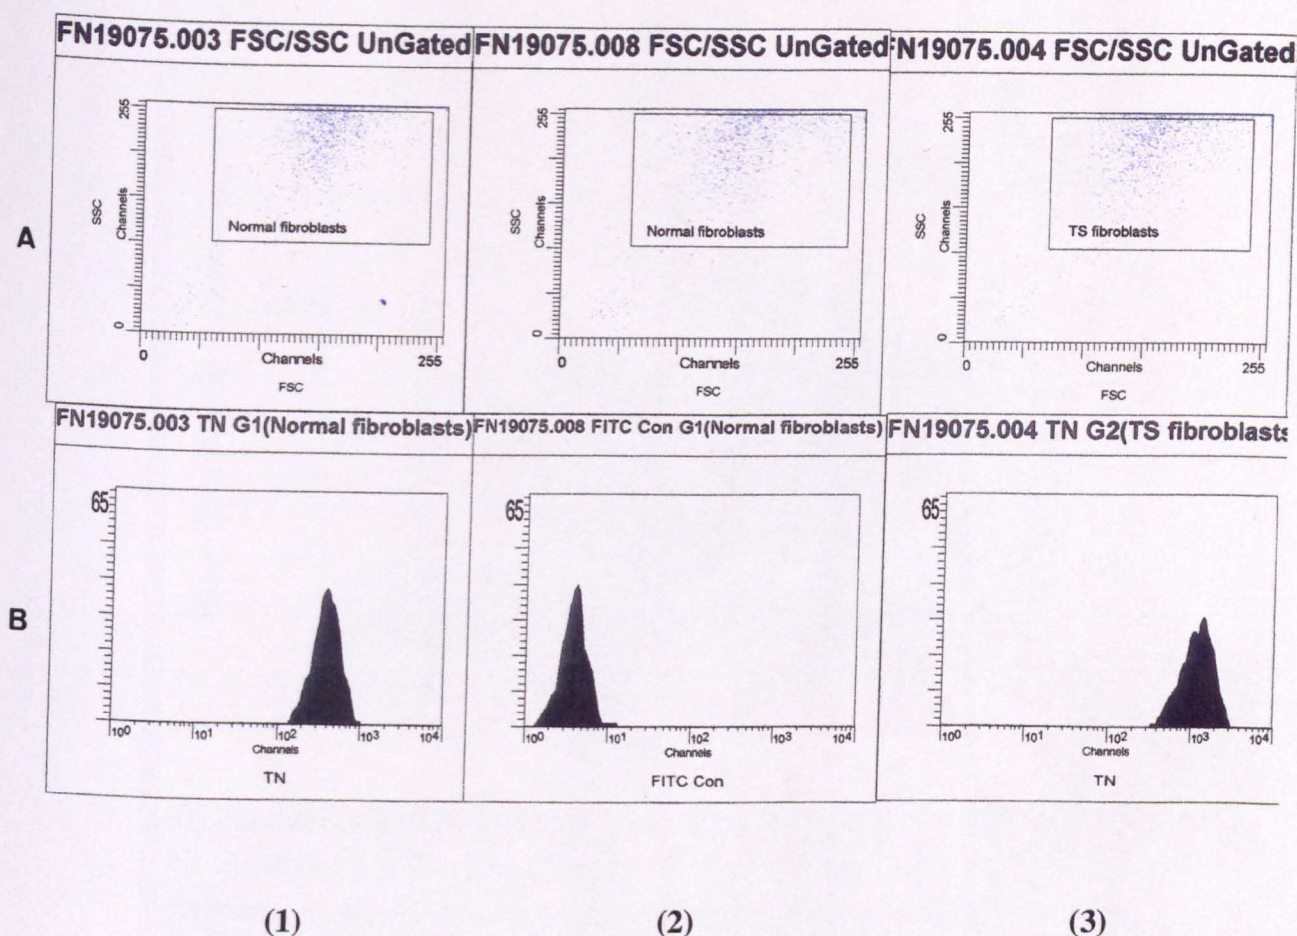 FN19075.003 FSC/SSC UnGated
255
SSC
Channels
0
Normal fibroblasts
0
Channels
255
FSC
FN19075.008 FSC/SSC UnGated
255
SSC
Channels
0
Normal fibroblasts
0
Channels
255
FSC
FN19075.004 FSC/SSC UnGated
255
SSC
Channels
0
TS fibroblasts
0
Channels
255
FSC
A
FN19075.003 TN G1(Normal fibroblasts)
65
10⁰ 10¹ 10² 10³ 10⁴
Channels
TN
FN19075.008 FITC Con G1(Normal fibroblasts)
65
10⁰ 10¹ 10² 10³ 10⁴
Channels
FITC Con
FN19075.004 TN G2(TS fibroblasts
65
10⁰ 10¹ 10² 10³ 10⁴
Channels
TN
B
(1) (2) (3)